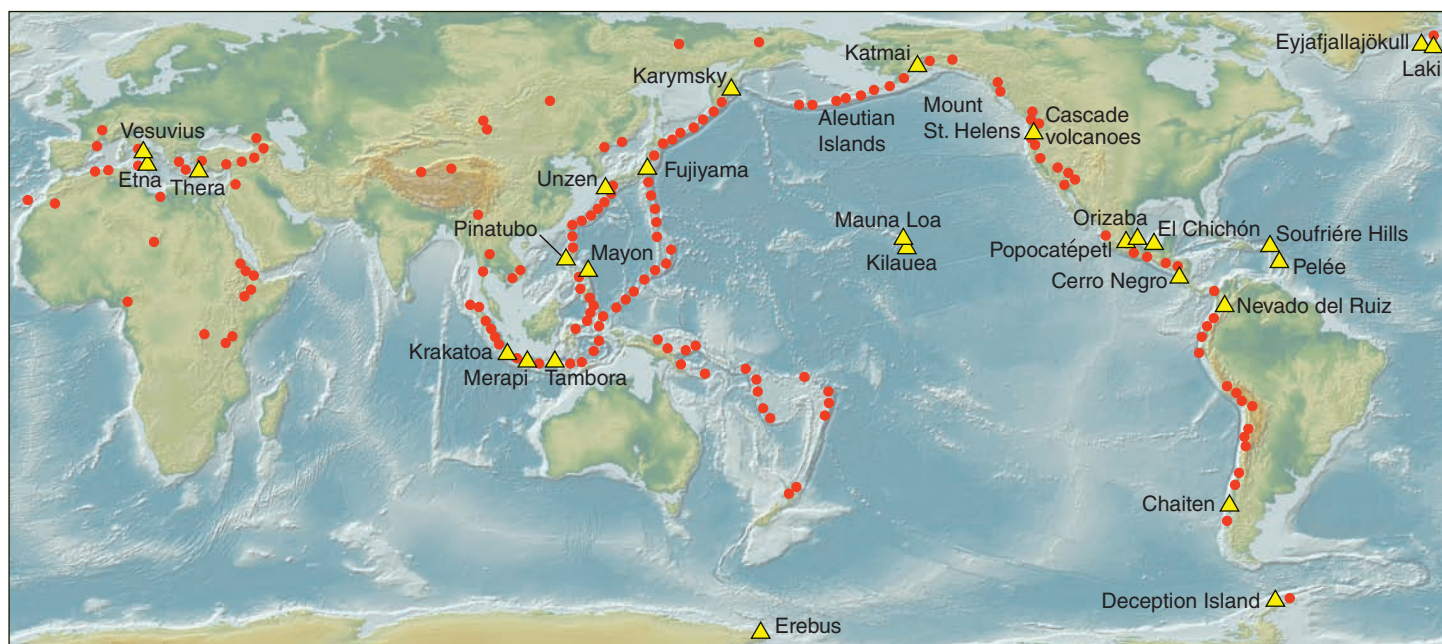 Eyjafjallajökull
Laki
Katmai
Karymsky
Aleutian
Islands
Mount
St. Helens
Cascade
volcanoes
Vesuvius
Etna
Thera
Unzen
Fujiyama
Pinatubo
Mayon
Mauna Loa
Kilauea
Orizaba
El Chichón
Popocatépetl
Soufriére Hills
Pelée
Cerro Negro
Nevado del Ruiz
Krakatoa
Merapi
Tambora
Chaiten
Deception Island
Erebus